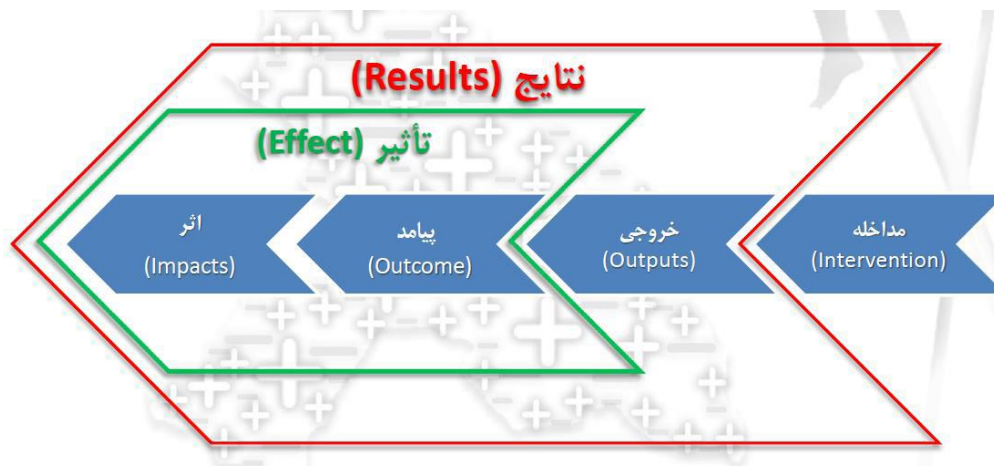 نتایج (Results)
تأثیر (Effect)
مداخله
(Intervention)
خروجی
(Outputs)
پیامد
(Outcome)
اثر
(Impacts)